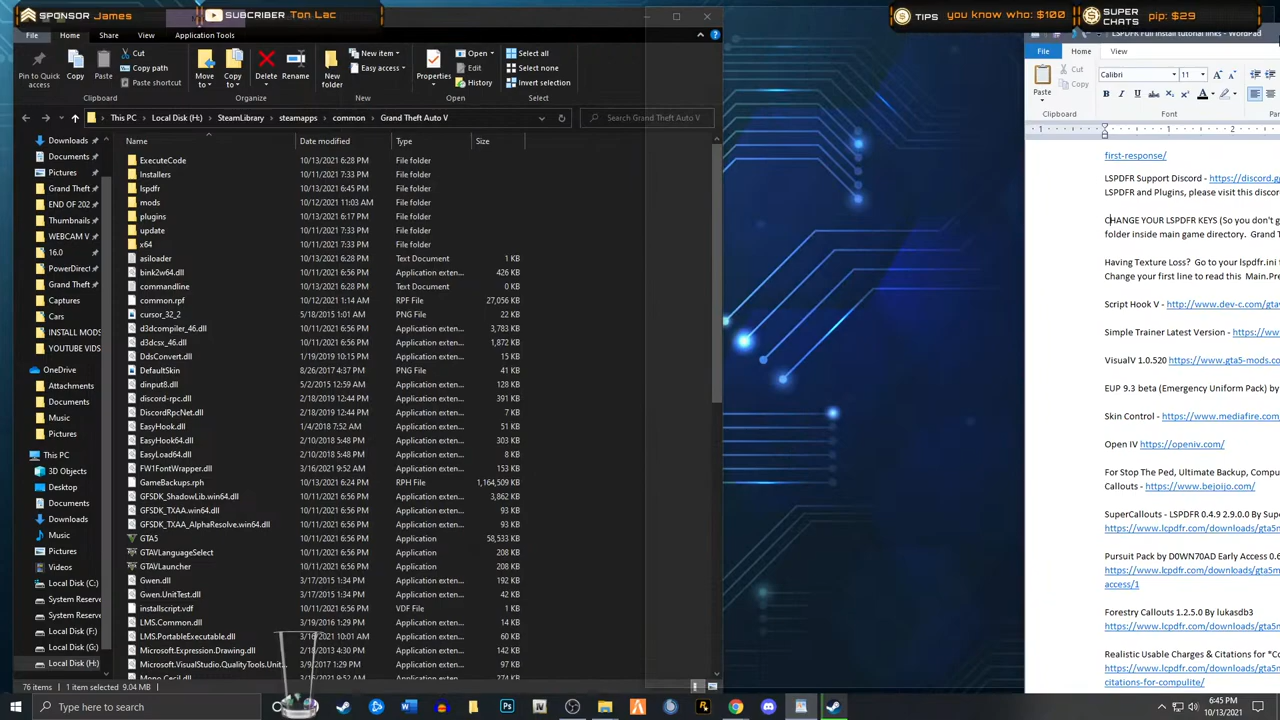 SPONSOR James
SUBCRIBER Ton Lac
TIPS you know who: $100
SUPER CHATS pip: $29
File Home Share View Application Tools
Pin to Quick Access
Copy
Paste
Cut
Copy path
Paste shortcut
Move to
Copy to
Delete
Rename
New folder
New item
Easy access
Properties
Open
Edit
History
Select all
Select none
Invert selection
Clipboard Organize New Open Select
This PC Local Disk (H:) SteamLibrary steamapps common Grand Theft Auto V
Search Grand Theft Auto V
Name Date modified Type Size
Downloads
Documents
Pictures
Grand Theft
END OF 202
Thumbnails
WEBCAM V
16.0
PowerDirect
Grand Theft
Captures
Cars
INSTALL MODS
YOUTUBE VIDS
OneDrive
Attachments
Documents
Music
Pictures
This PC
3D Objects
Desktop
Documents
Downloads
Music
Pictures
Videos
Local Disk (C:)
System Reserve
System Reserve
Local Disk (F:)
Local Disk (G:)
Local Disk (H:)
ExecuteCode 10/13/2021 6:28 PM File folder
Installers 10/11/2021 7:33 PM File folder
lspdfr 10/13/2021 6:45 PM File folder
mods 10/12/2021 11:03 AM File folder
plugins 10/13/2021 6:17 PM File folder
update 10/11/2021 7:33 PM File folder
x64 10/11/2021 7:33 PM File folder
asiloader 10/13/2021 6:28 PM Text Document 1 KB
bink2w64.dll 10/11/2021 6:56 PM Application exten... 426 KB
commandline 10/11/2021 6:56 PM Text Document 0 KB
common.rpf 10/12/2021 1:14 AM RPF File 27,056 KB
cursor_32_2 5/28/2015 1:01 AM PNG File 22 KB
d3dcompiler_46.dll 10/11/2021 6:56 PM Application exten... 3,783 KB
d3dcsx_46.dll 10/11/2021 6:56 PM Application exten... 1,872 KB
DdsConvert.dll 1/19/2019 10:15 PM Application exten... 15 KB
DefaultSkin 8/26/2017 4:37 PM PNG File 41 KB
dinput8.dll 5/2/2015 12:59 AM Application exten... 128 KB
discord-rpc.dll 2/18/2019 12:44 PM Application exten... 391 KB
DiscordRpcNet.dll 2/18/2019 12:44 PM Application exten... 7 KB
EasyHook.dll 1/4/2018 7:52 AM Application exten... 51 KB
EasyHook64.dll 2/10/2018 5:48 PM Application exten... 303 KB
EasyLoad64.dll 2/10/2018 5:48 PM Application exten... 8 KB
FW1FontWrapper.dll 3/16/2021 9:52 AM Application exten... 153 KB
GameBackups.rph 10/13/2021 6:28 PM RPH File 1,164,509 KB
GFSDK_ShadowLib.win64.dll 10/11/2021 6:56 PM Application exten... 3,862 KB
GFSDK_TXAA.win64.dll 10/11/2021 6:56 PM Application exten... 93 KB
GFSDK_TXAA_AlphaResolve.win64.dll 10/11/2021 6:56 PM Application exten... 93 KB
GTA5 10/11/2021 6:56 PM Application 58,533 KB
GTAVLanguageSelect 10/11/2021 6:56 PM Application 208 KB
GTAVLauncher 10/11/2021 6:56 PM Application 208 KB
Gwen.dll 3/17/2015 1:34 PM Application exten... 192 KB
Gwen.UnitTest.dll 3/17/2015 1:34 PM Application exten... 42 KB
installscript.vdf 10/11/2021 6:56 PM VDF File 1 KB
LMS.Common.dll 3/19/2016 1:29 PM Application exten... 14 KB
LMS.PortableExecutable.dll 3/16/2021 10:01 AM Application exten... 60 KB
Microsoft.Expression.Drawing.dll 2/18/2013 4:30 PM Application exten... 142 KB
Microsoft.VisualStudio.QualityTools.Unit... 3/9/2017 1:29 PM Application exten... 97 KB
76 items 1 item selected 9.04 MB
LSPDFR Full install tutorial links - WordPad
File Home View
Paste
Cut
Copy
Calibri 11
Clipboard Font
first-response/
LSPDFR Support Discord - https://discord.g
LSPDFR and Plugins, please visit this discor
CHANGE YOUR LSPDFR KEYS (So you don't g
folder inside main game directory. Grand T
Having Texture Loss? Go to your lspdfr.ini f
Change your first line to read this Main.Pre
Script Hook V - http://www.dev-c.com/gtav
Simple Trainer Latest Version - https://ww
VisualV 1.0.520 https://www.gta5-mods.co
EUP 9.3 beta (Emergency Uniform Pack) by
Skin Control - https://www.mediafire.com
Open IV https://openiv.com/
For Stop The Ped, Ultimate Backup, Compu
Callouts - https://www.bejoijo.com/
SuperCallouts - LSPDFR 0.4.9 2.9.0.0 By Supe
https://www.lcpdfr.com/downloads/gta5m
Pursuit Pack by D0WN70AD Early Access 0.6
https://www.lcpdfr.com/downloads/gta5m
access/1
Forestry Callouts 1.2.5.0 By lukasdb3
https://www.lcpdfr.com/downloads/gta5m
Realistic Usable Charges & Citations for *Co
https://www.lcpdfr.com/downloads/gta5m
citations-for-compulite/
Type here to search
6:45 PM
10/13/2021